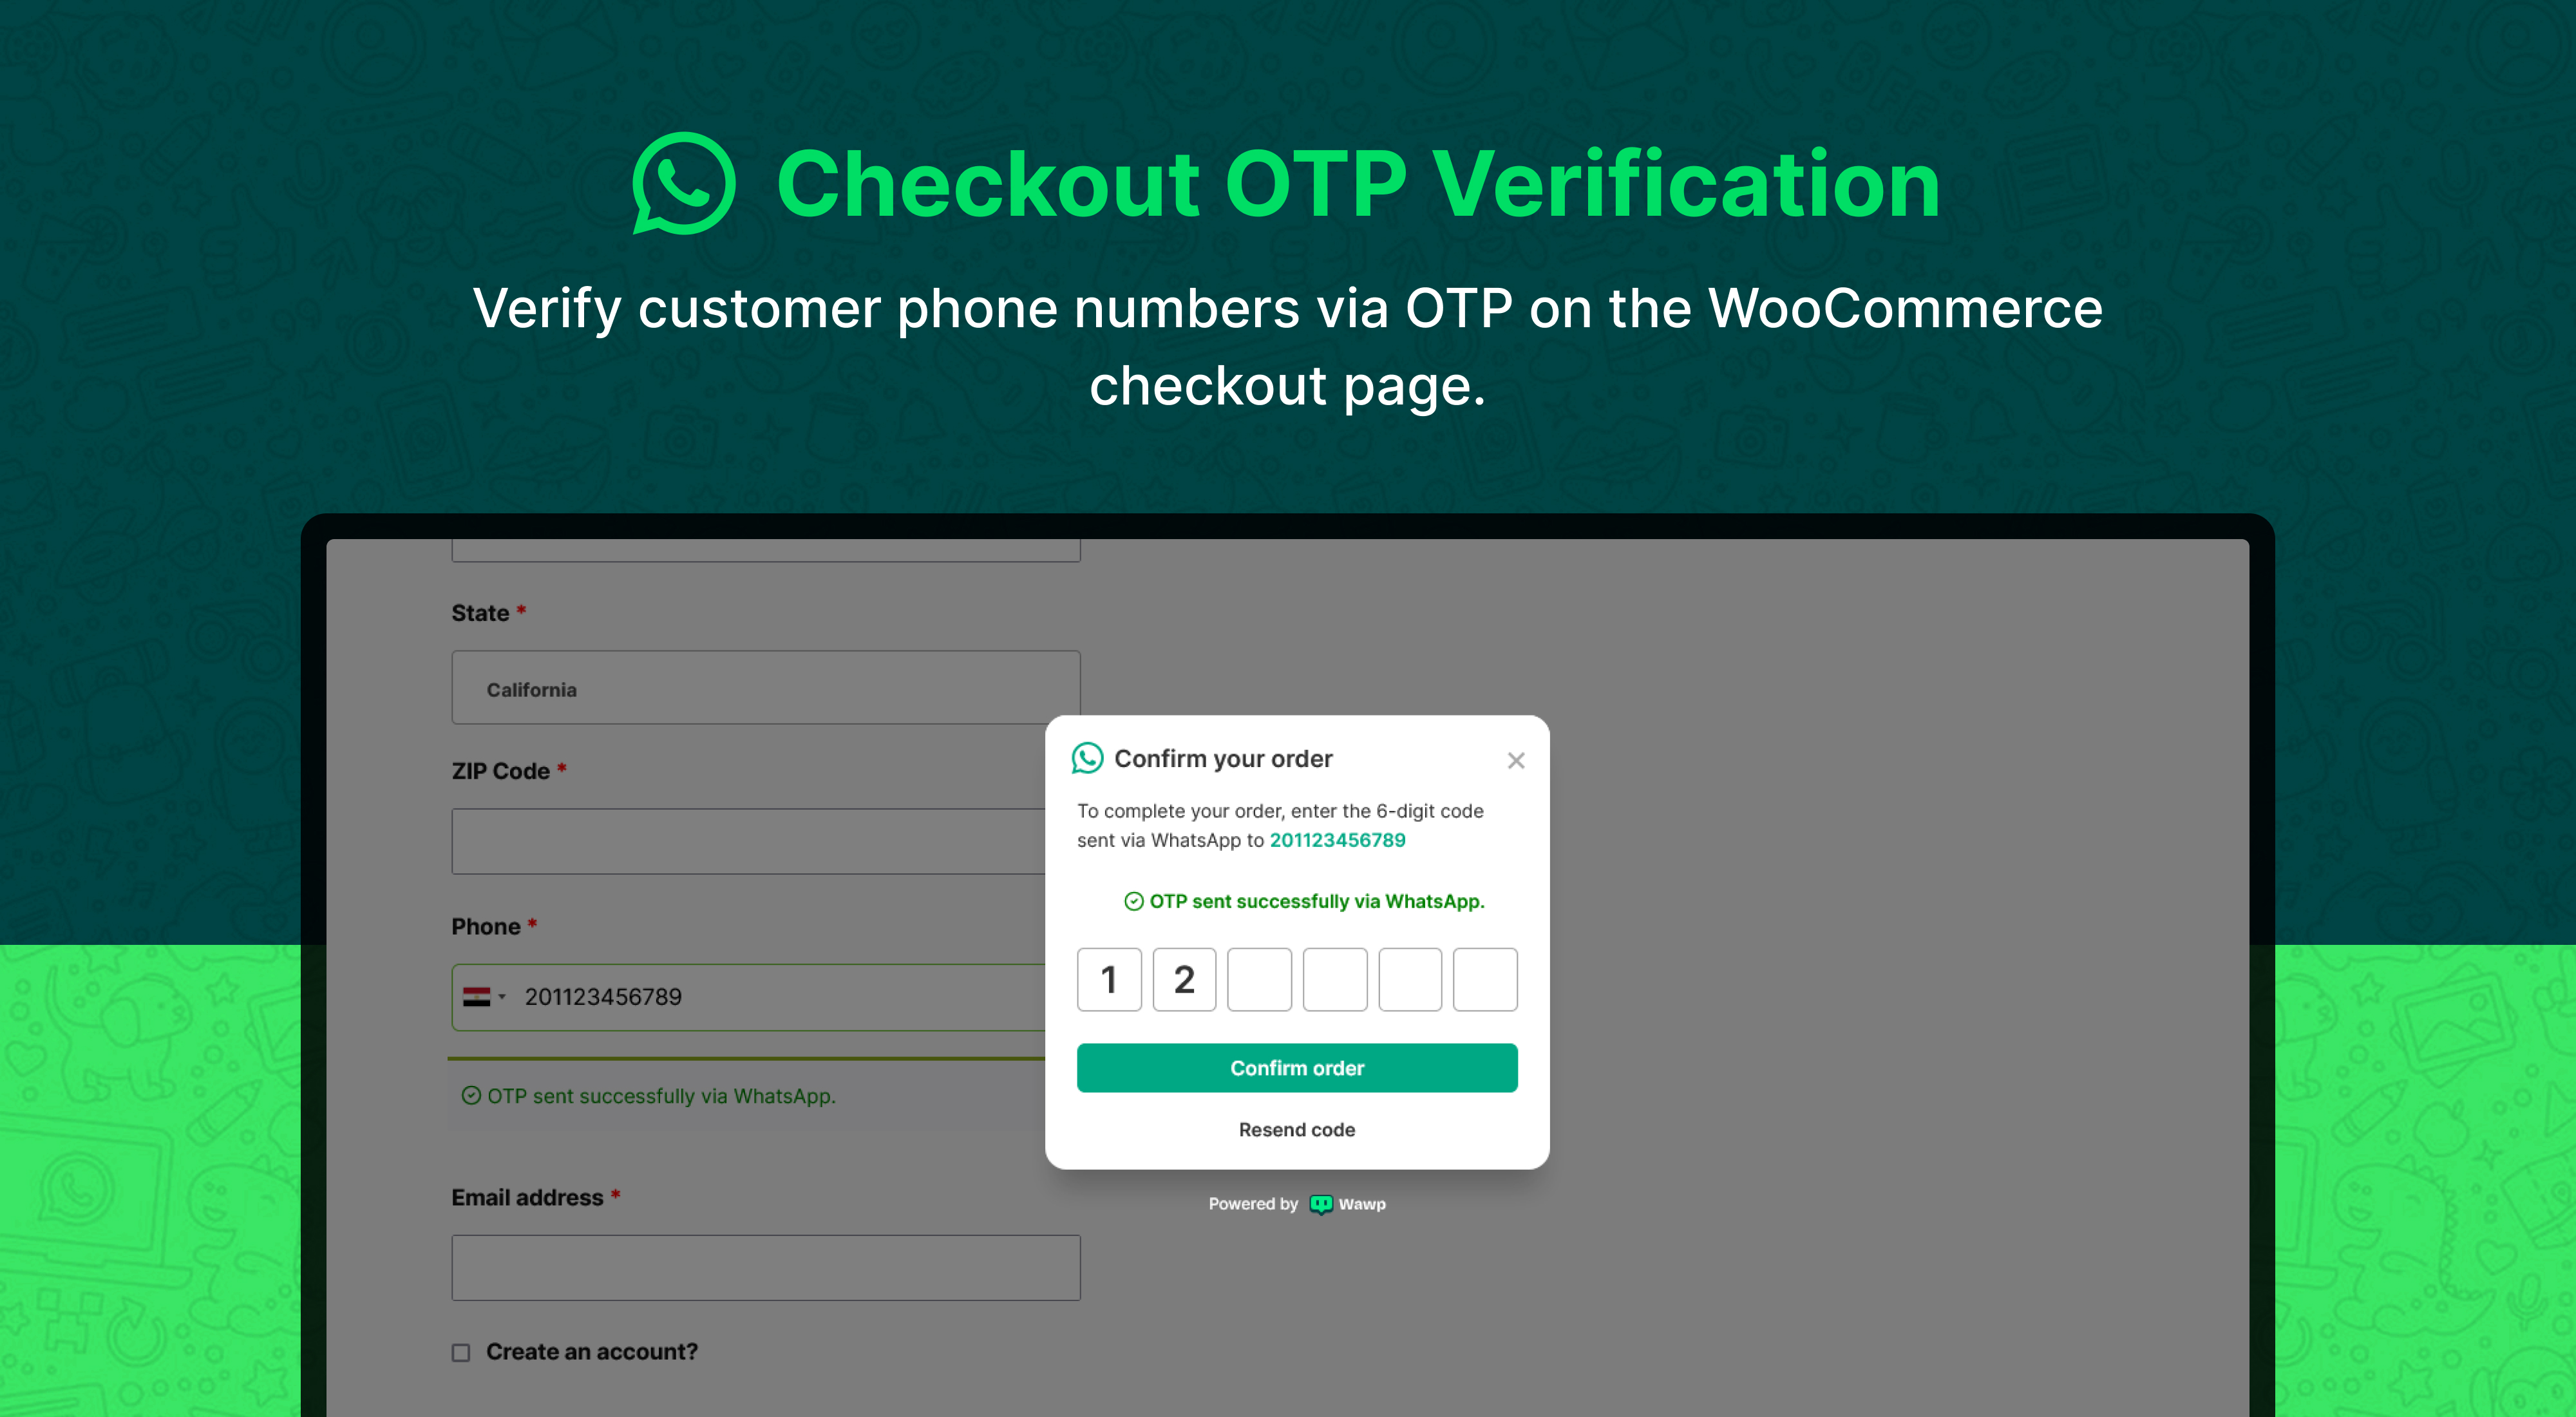 Checkout OTP Verification
Verify customer phone numbers via OTP on the WooCommerce
checkout page.
State *
California
ZIP Code *
Phone *
201123456789
OTP sent successfully via WhatsApp.
Email address *
Create an account?
Confirm your order
To complete your order, enter the 6-digit code
sent via WhatsApp to 201123456789
OTP sent successfully via WhatsApp.
1 2
Confirm order
Resend code
Powered by Wawp